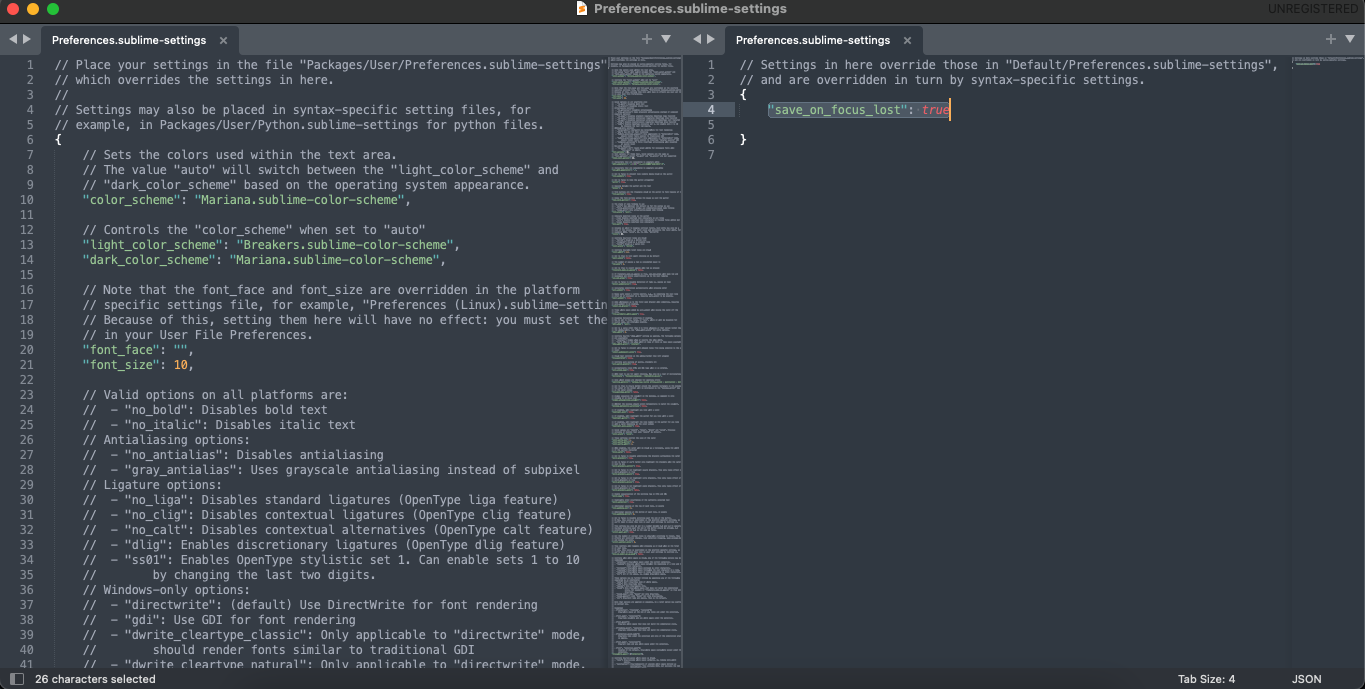 Preferences.sublime-settings
UNREGISTERED
Preferences.sublime-settings ×
1 // Place your settings in the file "Packages/User/Preferences.sublime-settings"
2 // which overrides the settings in here.
3 //
4 // Settings may also be placed in syntax-specific setting files, for
5 // example, in Packages/User/Python.sublime-settings for python files.
6 {
7 // Sets the colors used within the text area.
8 // The value "auto" will switch between the "light_color_scheme" and
9 // "dark_color_scheme" based on the operating system appearance.
10 "color_scheme": "Mariana.sublime-color-scheme",
11
12 // Controls the "color_scheme" when set to "auto"
13 "light_color_scheme": "Breakers.sublime-color-scheme",
14 "dark_color_scheme": "Mariana.sublime-color-scheme",
15
16 // Note that the font_face and font_size are overridden in the platform
17 // specific settings file, for example, "Preferences (Linux).sublime-settin
18 // Because of this, setting them here will have no effect: you must set the
19 // in your User File Preferences.
20 "font_face": "",
21 "font_size": 10,
22
23 // Valid options on all platforms are:
24 //  - "no_bold": Disables bold text
25 //  - "no_italic": Disables italic text
26 // Antialiasing options:
27 //  - "no_antialias": Disables antialiasing
28 //  - "gray_antialias": Uses grayscale antialiasing instead of subpixel
29 // Ligature options:
30 //  - "no_liga": Disables standard ligatures (OpenType liga feature)
31 //  - "no_clig": Disables contextual ligatures (OpenType clig feature)
32 //  - "no_calt": Disables contextual alternatives (OpenType calt feature)
33 //  - "dlig": Enables discretionary ligatures (OpenType dlig feature)
34 //  - "ss01": Enables OpenType stylistic set 1. Can enable sets 1 to 10
35 //      by changing the last two digits.
36 // Windows-only options:
37 //  - "directwrite": (default) Use DirectWrite for font rendering
38 //  - "gdi": Use GDI for font rendering
39 //  - "dwrite_cleartype_classic": Only applicable to "directwrite" mode,
40 //      should render fonts similar to traditional GDI
41 //  - "dwrite_cleartype_natural": Only applicable to "directwrite" mode,
Preferences.sublime-settings ×
1 // Settings in here override those in "Default/Preferences.sublime-settings",
2 // and are overridden in turn by syntax-specific settings.
3 {
4 "save_on_focus_lost": true
5
6 }
7
26 characters selected
Tab Size: 4
JSON